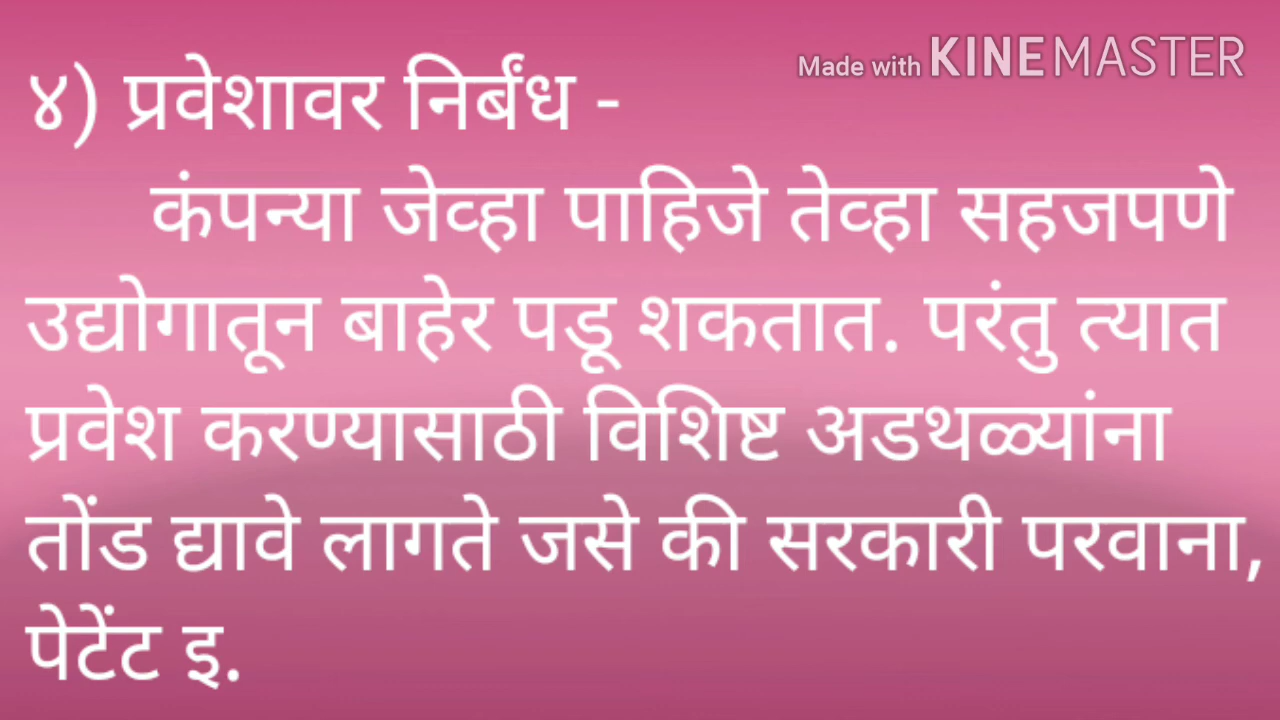 Made with KINEMASTER
४) प्रवेशावर निर्बंध -
कंपन्या जेव्हा पाहिजे तेव्हा सहजपणे
उद्योगातून बाहेर पडू शकतात. परंतु त्यात
प्रवेश करण्यासाठी विशिष्ट अडथळ्यांना
तोंड द्यावे लागते जसे की सरकारी परवाना,
पेटेंट इ.